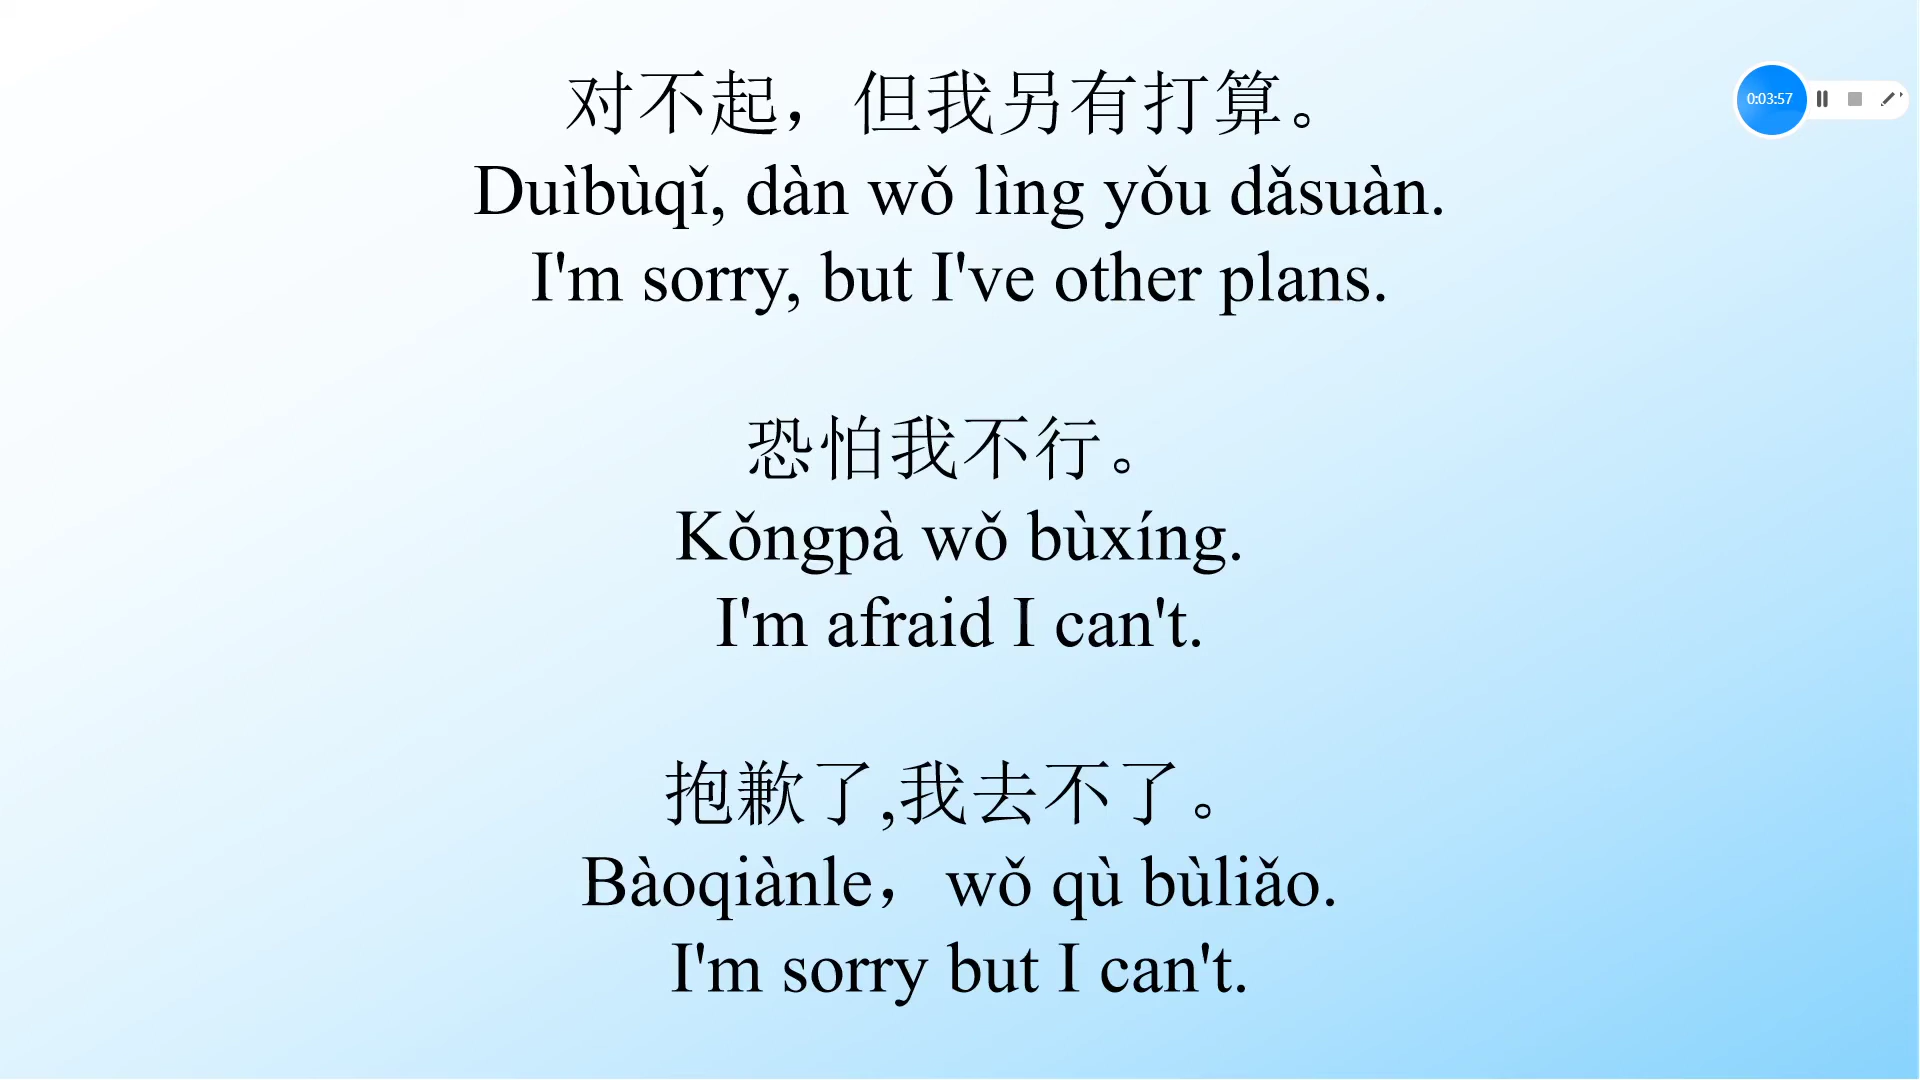 对不起，但我另有打算。
Duìbùqǐ, dàn wǒ lìng yǒu dǎsuàn.
I'm sorry, but I've other plans.
恐怕我不行。
Kǒngpà wǒ bùxíng.
I'm afraid I can't.
抱歉了,我去不了。
Bàoqiànle，wǒ qù bùliǎo.
I'm sorry but I can't.
0:03:57